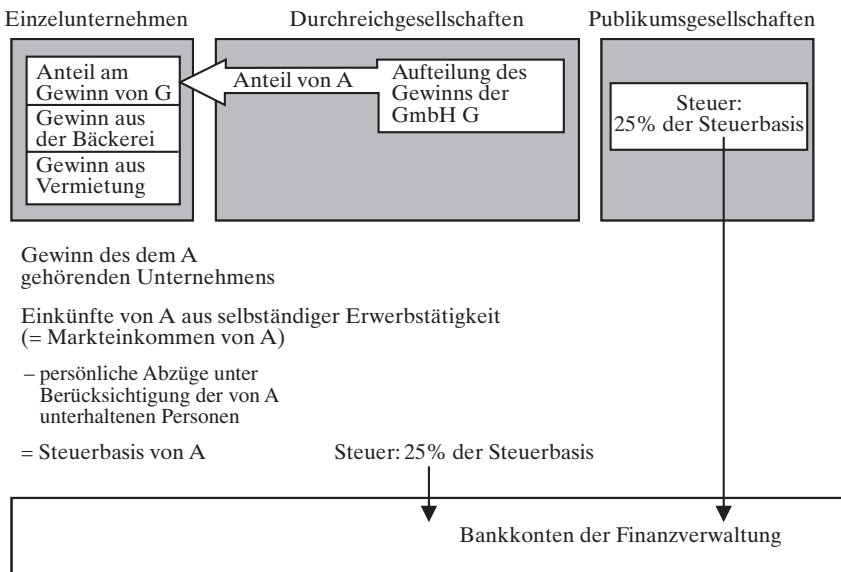 Einzelunternehmen
Durchreichgesellschaften
Publikumsgesellschaften
Anteil am
Gewinn von G
Gewinn aus
der Bäckerei
Gewinn aus
Vermietung
Anteil von A
Aufteilung des
Gewinns der
GmbH G
Steuer:
25% der Steuerbasis
Gewinn des dem A
gehörenden Unternehmens
Einkünfte von A aus selbständiger Erwerbstätigkeit
(= Markteinkommen von A)
– persönliche Abzüge unter
Berücksichtigung der von A
unterhaltenen Personen
= Steuerbasis von A
Steuer: 25% der Steuerbasis
Bankkonten der Finanzverwaltung